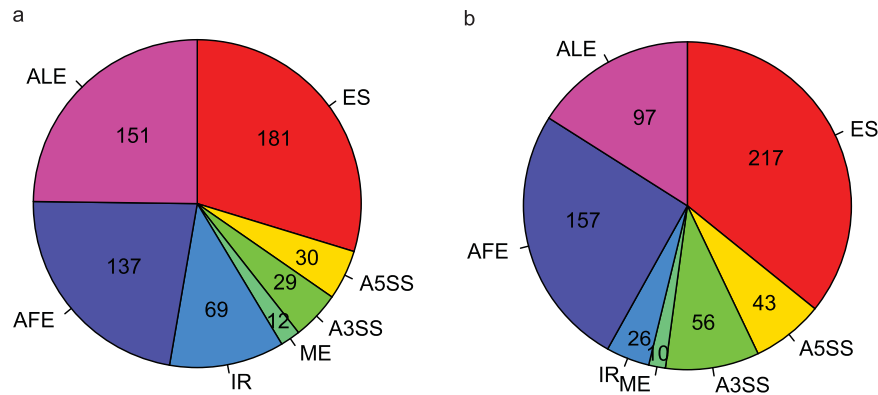 a
ALE
ES
151
181
137
30
A5SS
29
AFE
69
12
A3SS
ME
IR
b
ALE
97
ES
217
157
AFE
43
26
10
56
A5SS
IR
ME
A3SS